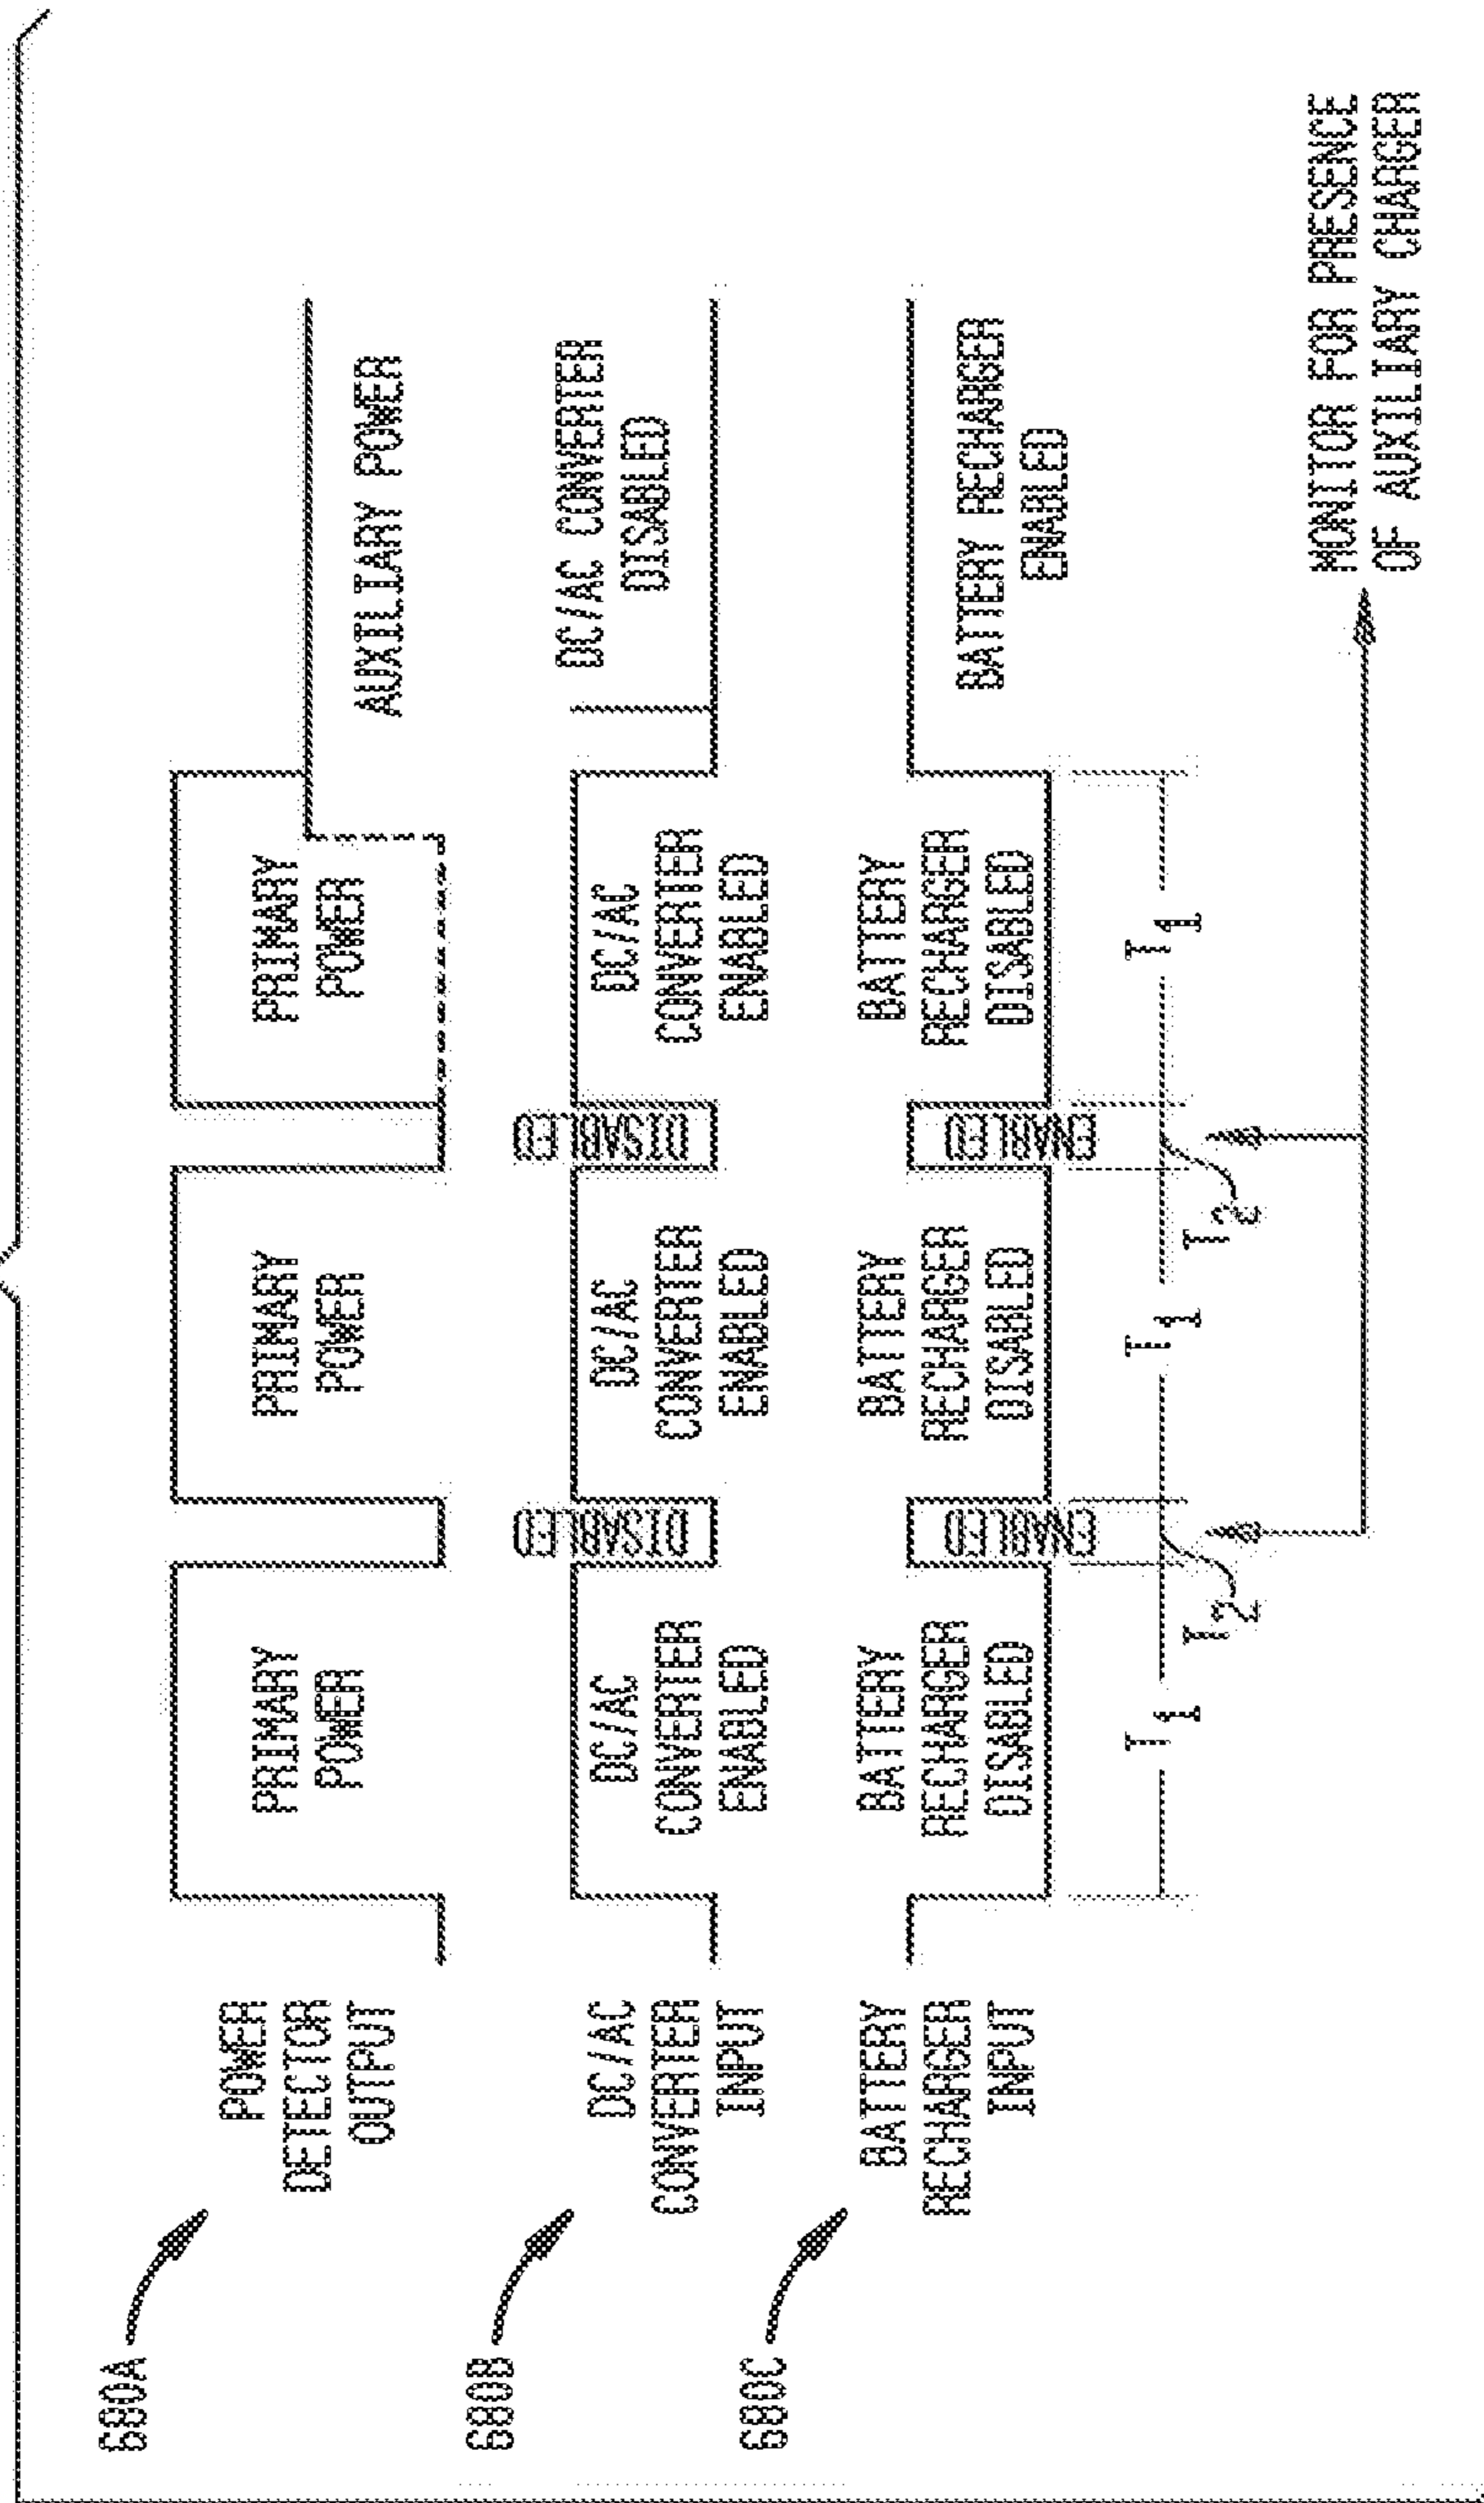 680A
POWER
DETECTOR
OUTPUT
PRIMARY
POWER
PRIMARY
POWER
PRIMARY
POWER
AUXILIARY POWER
680B
DC/AC
CONVERTER
INPUT
DC/AC
CONVERTER
ENABLED
DISABLED
DC/AC
CONVERTER
ENABLED
DISABLED
DC/AC
CONVERTER
ENABLED
DC/AC CONVERTER
DISABLED
680C
BATTERY
RECHARGER
INPUT
BATTERY
RECHARGER
DISABLED
ENABLED
BATTERY
RECHARGER
DISABLED
ENABLED
BATTERY
RECHARGER
DISABLED
BATTERY RECHARGER
ENABLED
T1
T2
T1
T2
T1
MONITOR FOR PRESENCE
OF AUXILIARY CHARGER